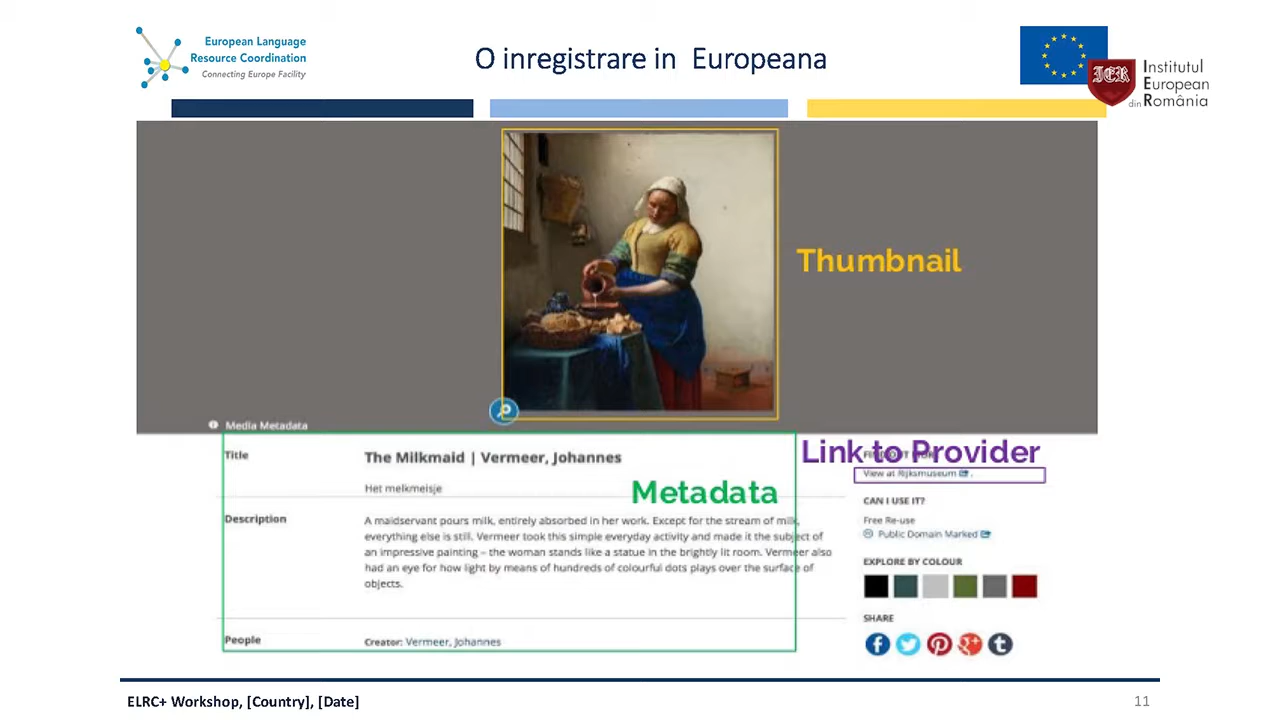 European Language
Resource Coordination
Connecting Europe Facility
O inregistrare in Europeana
IER
Institutul
European
din România
Thumbnail
Media Metadata
Title
The Milkmaid | Vermeer, Johannes
Het melkmeisje
Metadata
Description
A maidservant pours milk, entirely absorbed in her work. Except for the stream of milk,
everything else is still. Vermeer took this simple everyday activity and made it the subject of
an impressive painting – the woman stands like a statue in the brightly lit room. Vermeer also
had an eye for how light by means of hundreds of colourful dots plays over the surface of
objects.
People
Creator: Vermeer, Johannes
Link to Provider
View at Rijksmuseum .
CAN I USE IT?
Free Re-use
Public Domain Marked
EXPLORE BY COLOUR
SHARE
ELRC+ Workshop, [Country], [Date]
11